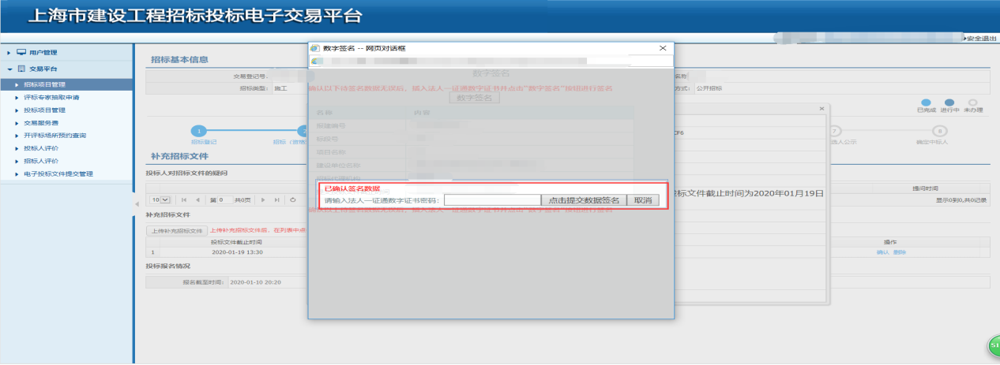 上海市建设工程招标投标电子交易平台
安全退出
用户管理
交易平台
招标项目管理
评标专家抽取申请
投标项目管理
交易服务费
开评标场所预约查询
投标人评价
招标人评价
电子投标文件提交管理
招标基本信息
交易登记号.
招标类型: 施工
名称
方式: 公开招标
已完成 进行中 未办理
1
招标登记
2
招标（资格
7
选人公示
8
确定中标人
补充招标文件
投标人对招标文件的疑问
提问时间
10 第 0 共0页
显示0到0,共0记录
补充招标文件
上传补充招标文件 上传补充招标文件后，在列表中点
投标文件截止时间
操作
1 2020-01-19 13:30
确认 删除
投标报名情况
报名截至时间: 2020-01-10 20:20
数字签名 -- 网页对话框
数字签名
确认以下待签名数据无误后，插入法人一证通数字证书并点击"数字签名"按钮进行签名
数字签名
名称 内容
报建编号
标段号
项目名称
建设单位名称
招标代理机构
已确认签名数据
请输入法人一证通数字证书密码: 点击提交数据签名 取消
确认以上待签名数据无误后，插入法人一证通数字证书并点击"数字签名"按钮进行签名
CF6
标文件截止时间为2020年01月19日
51